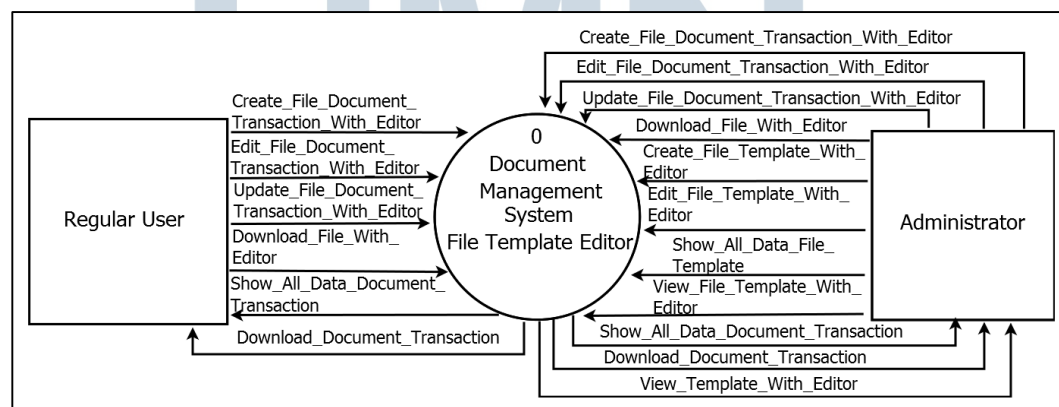 Create_File_Document_Transaction_With_Editor
Edit_File_Document_Transaction_With_Editor
Update_File_Document_Transaction_With_Editor
Download_File_With_Editor
Create_File_Template_With_
Editor
Edit_File_Template_With_
Editor
Show_All_Data_File_
Template
View_File_Template_With_
Editor
Show_All_Data_Document_Transaction
Download_Document_Transaction
View_Template_With_Editor
Administrator
0
Document
Management
System
File Template Editor
Regular User
Create_File_Document_
Transaction_With_Editor
Edit_File_Document_
Transaction_With_Editor
Update_File_Document_
Transaction_With_Editor
Download_File_With_
Editor
Show_All_Data_Document_
Transaction
Download_Document_Transaction